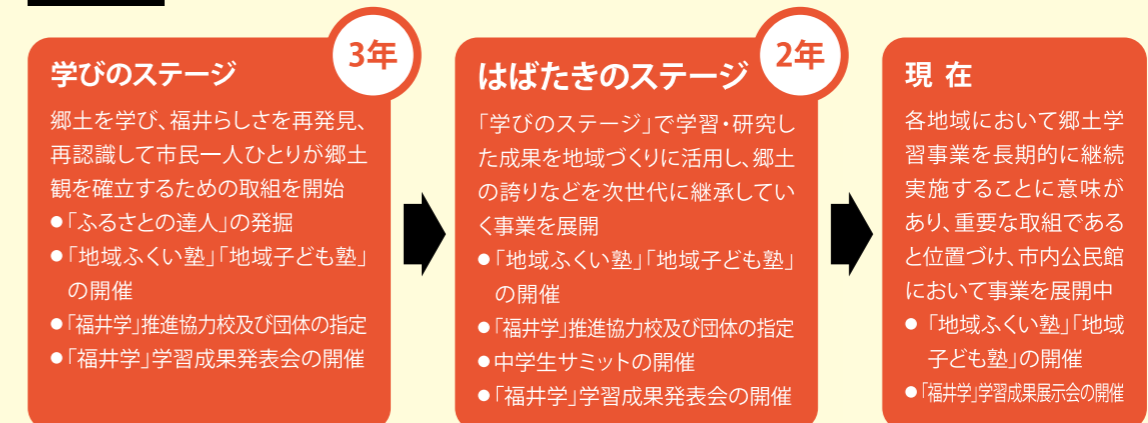 学びのステージ
3年
郷土を学び、福井らしさを再発見、
再認識して市民一人ひとりが郷土
観を確立するための取組を開始
●「ふるさとの達人」の発掘
●「地域ふくい塾」「地域子ども塾」
の開催
●「福井学」推進協力校及び団体の指定
●「福井学」学習成果発表会の開催
はばたきのステージ
2年
「学びのステージ」で学習・研究し
た成果を地域づくりに活用し、郷土
の誇りなどを次世代に継承してい
く事業を展開
●「地域ふくい塾」「地域子ども塾」
の開催
●「福井学」推進協力校及び団体の指定
●中学生サミットの開催
●「福井学」学習成果発表会の開催
現 在
各地域において郷土学
習事業を長期的に継続
実施することに意味が
あり、重要な取組である
と位置づけ、市内公民館
において事業を展開中
●「地域ふくい塾」「地域
子ども塾」の開催
●「福井学」学習成果展示会の開催